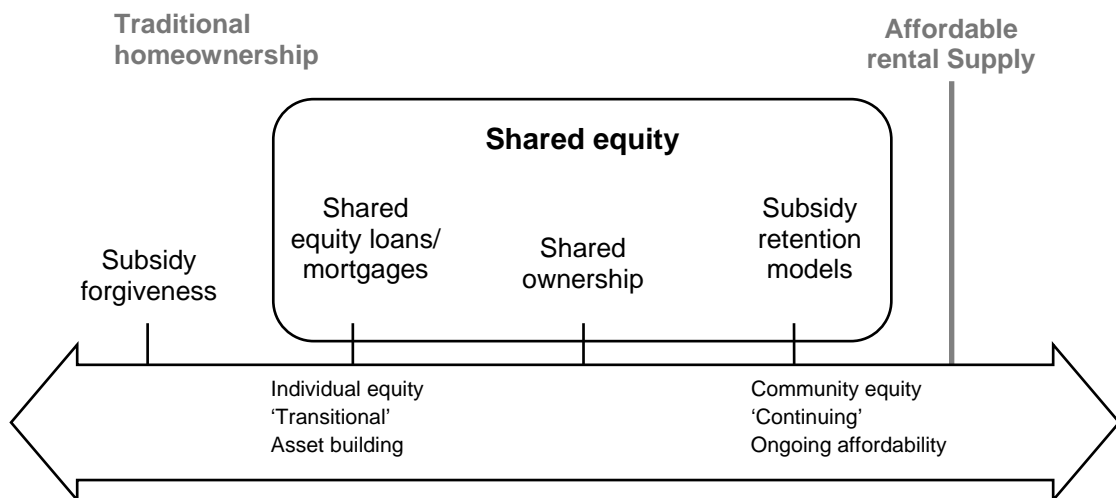 Traditional
homeownership
Affordable
rental Supply
Shared equity
Shared
equity loans/
mortgages
Shared
ownership
Subsidy
retention
models
Subsidy
forgiveness
Individual equity
‘Transitional’
Asset building
Community equity
‘Continuing’
Ongoing affordability